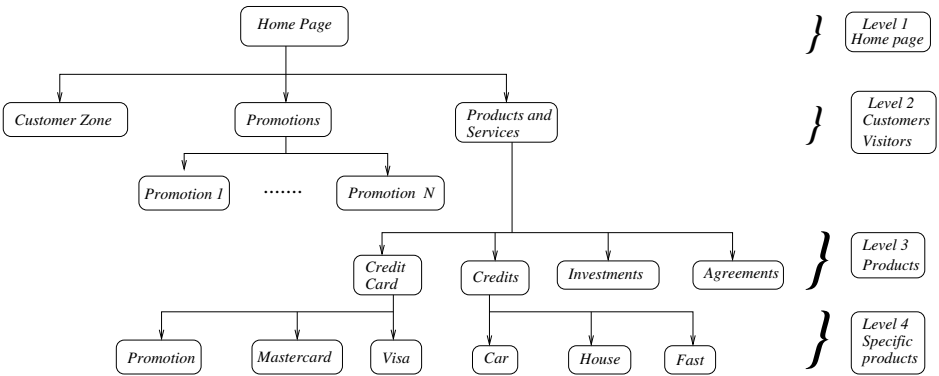 Home Page
Level 1
Home page
Customer Zone
Promotions
Products and
Services
Level 2
Customers
Visitors
Promotion 1
.......
Promotion N
Level 3
Products
Credit
Card
Credits
Investments
Agreements
Level 4
Specific
products
Promotion
Mastercard
Visa
Car
House
Fast